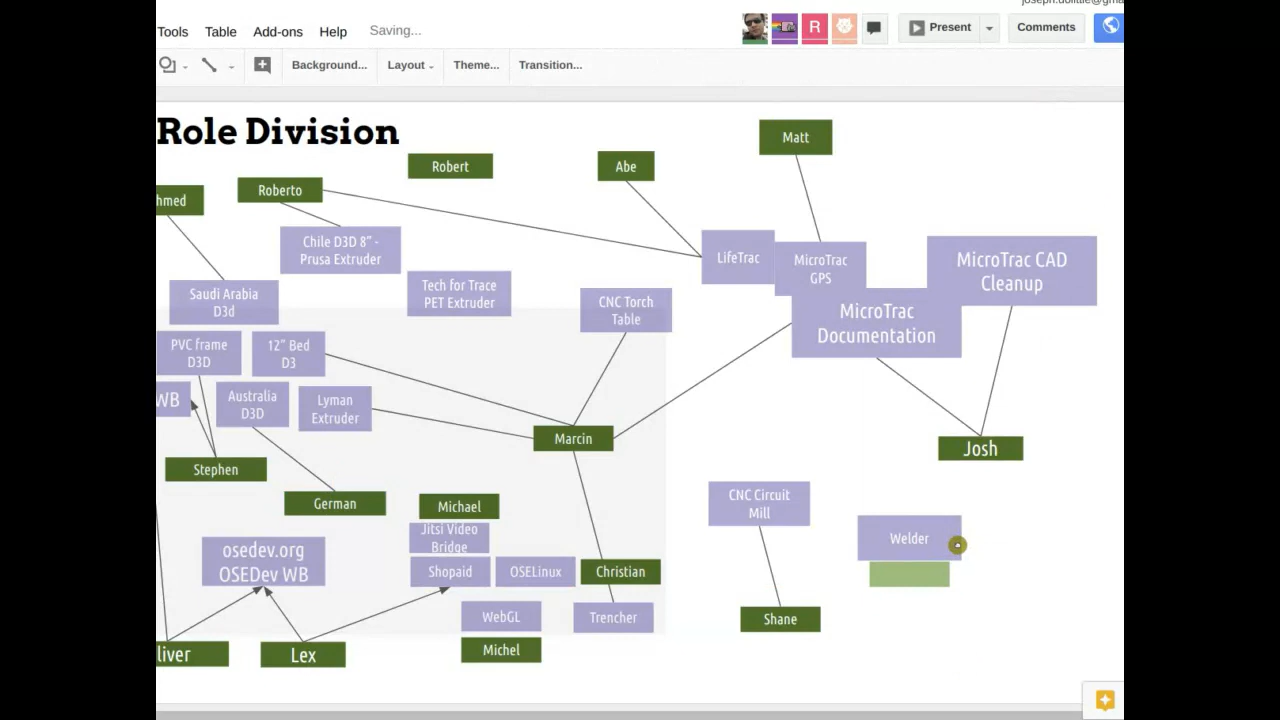 joseph.dolittle@gma
Tools Table Add-ons Help Saving...
R Present Comments
Background... Layout Theme... Transition...
Role Division
Matt
Robert
Abe
hmed
Roberto
Chile D3D 8" -
Prusa Extruder
LifeTrac
MicroTrac
GPS
MicroTrac CAD
Cleanup
Saudi Arabia
D3d
Tech for Trace
PET Extruder
CNC Torch
Table
MicroTrac
Documentation
PVC frame
D3D
12" Bed
D3
WB
Australia
D3D
Lyman
Extruder
Marcin
Josh
Stephen
German
Michael
Jitsi Video
Bridge
CNC Circuit
Mill
Welder
osedev.org
OSEDev WB
Shopaid
OSELinux
Christian
WebGL
Trencher
Shane
liver
Lex
Michel